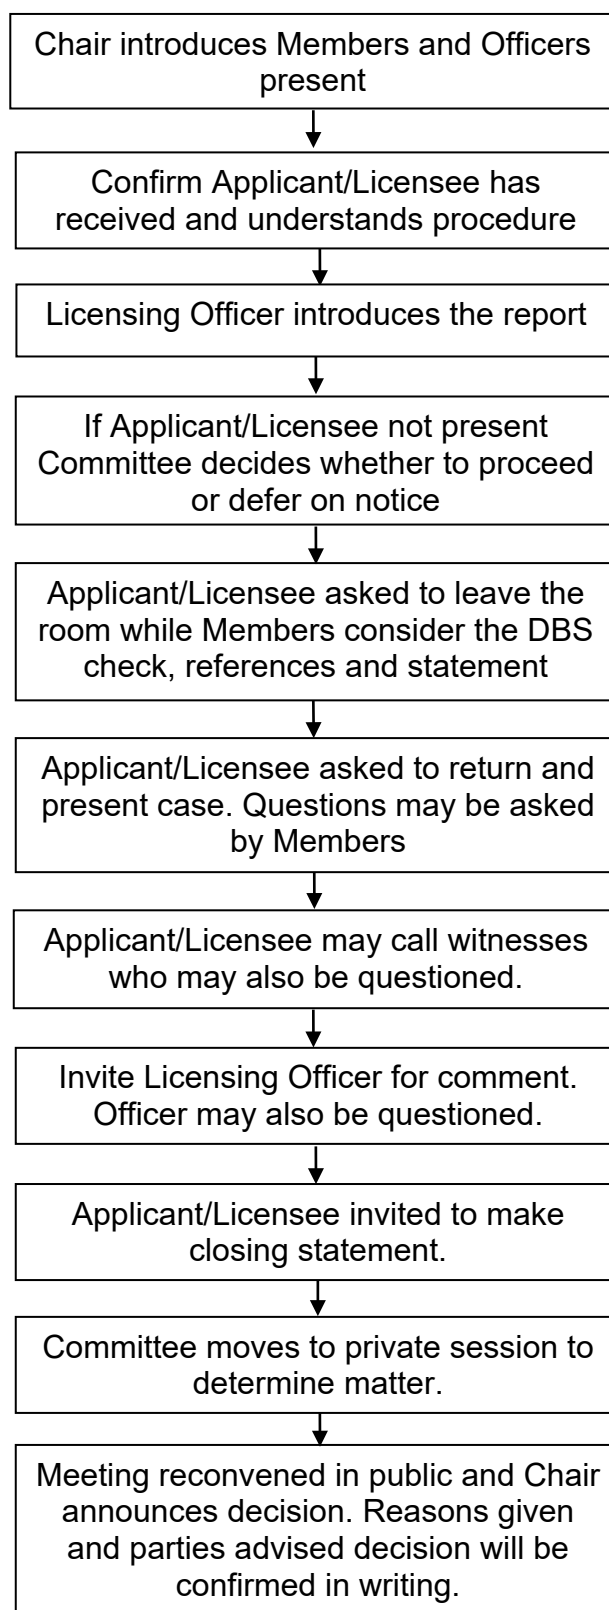 Chair introduces Members and Officers
present
Confirm Applicant/Licensee has
received and understands procedure
Licensing Officer introduces the report
If Applicant/Licensee not present
Committee decides whether to proceed
or defer on notice
Applicant/Licensee asked to leave the
room while Members consider the DBS
check, references and statement
Applicant/Licensee asked to return and
present case. Questions may be asked
by Members
Applicant/Licensee may call witnesses
who may also be questioned.
Invite Licensing Officer for comment.
Officer may also be questioned.
Applicant/Licensee invited to make
closing statement.
Committee moves to private session to
determine matter.
Meeting reconvened in public and Chair
announces decision. Reasons given
and parties advised decision will be
confirmed in writing.